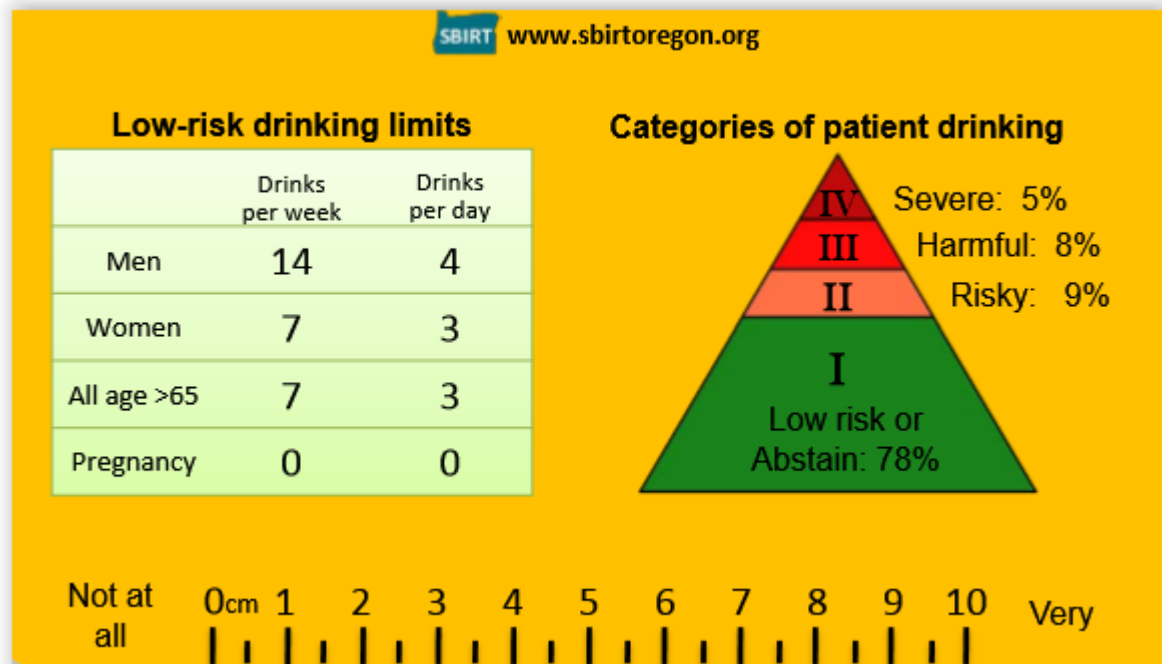 SBIRT www.sbirtoregon.org
Low-risk drinking limits
Drinks per week Drinks per day
Men 14 4
Women 7 3
All age >65 7 3
Pregnancy 0 0
Categories of patient drinking
IV Severe: 5%
III Harmful: 8%
II Risky: 9%
I
Low risk or
Abstain: 78%
Not at all 0cm 1 2 3 4 5 6 7 8 9 10 Very